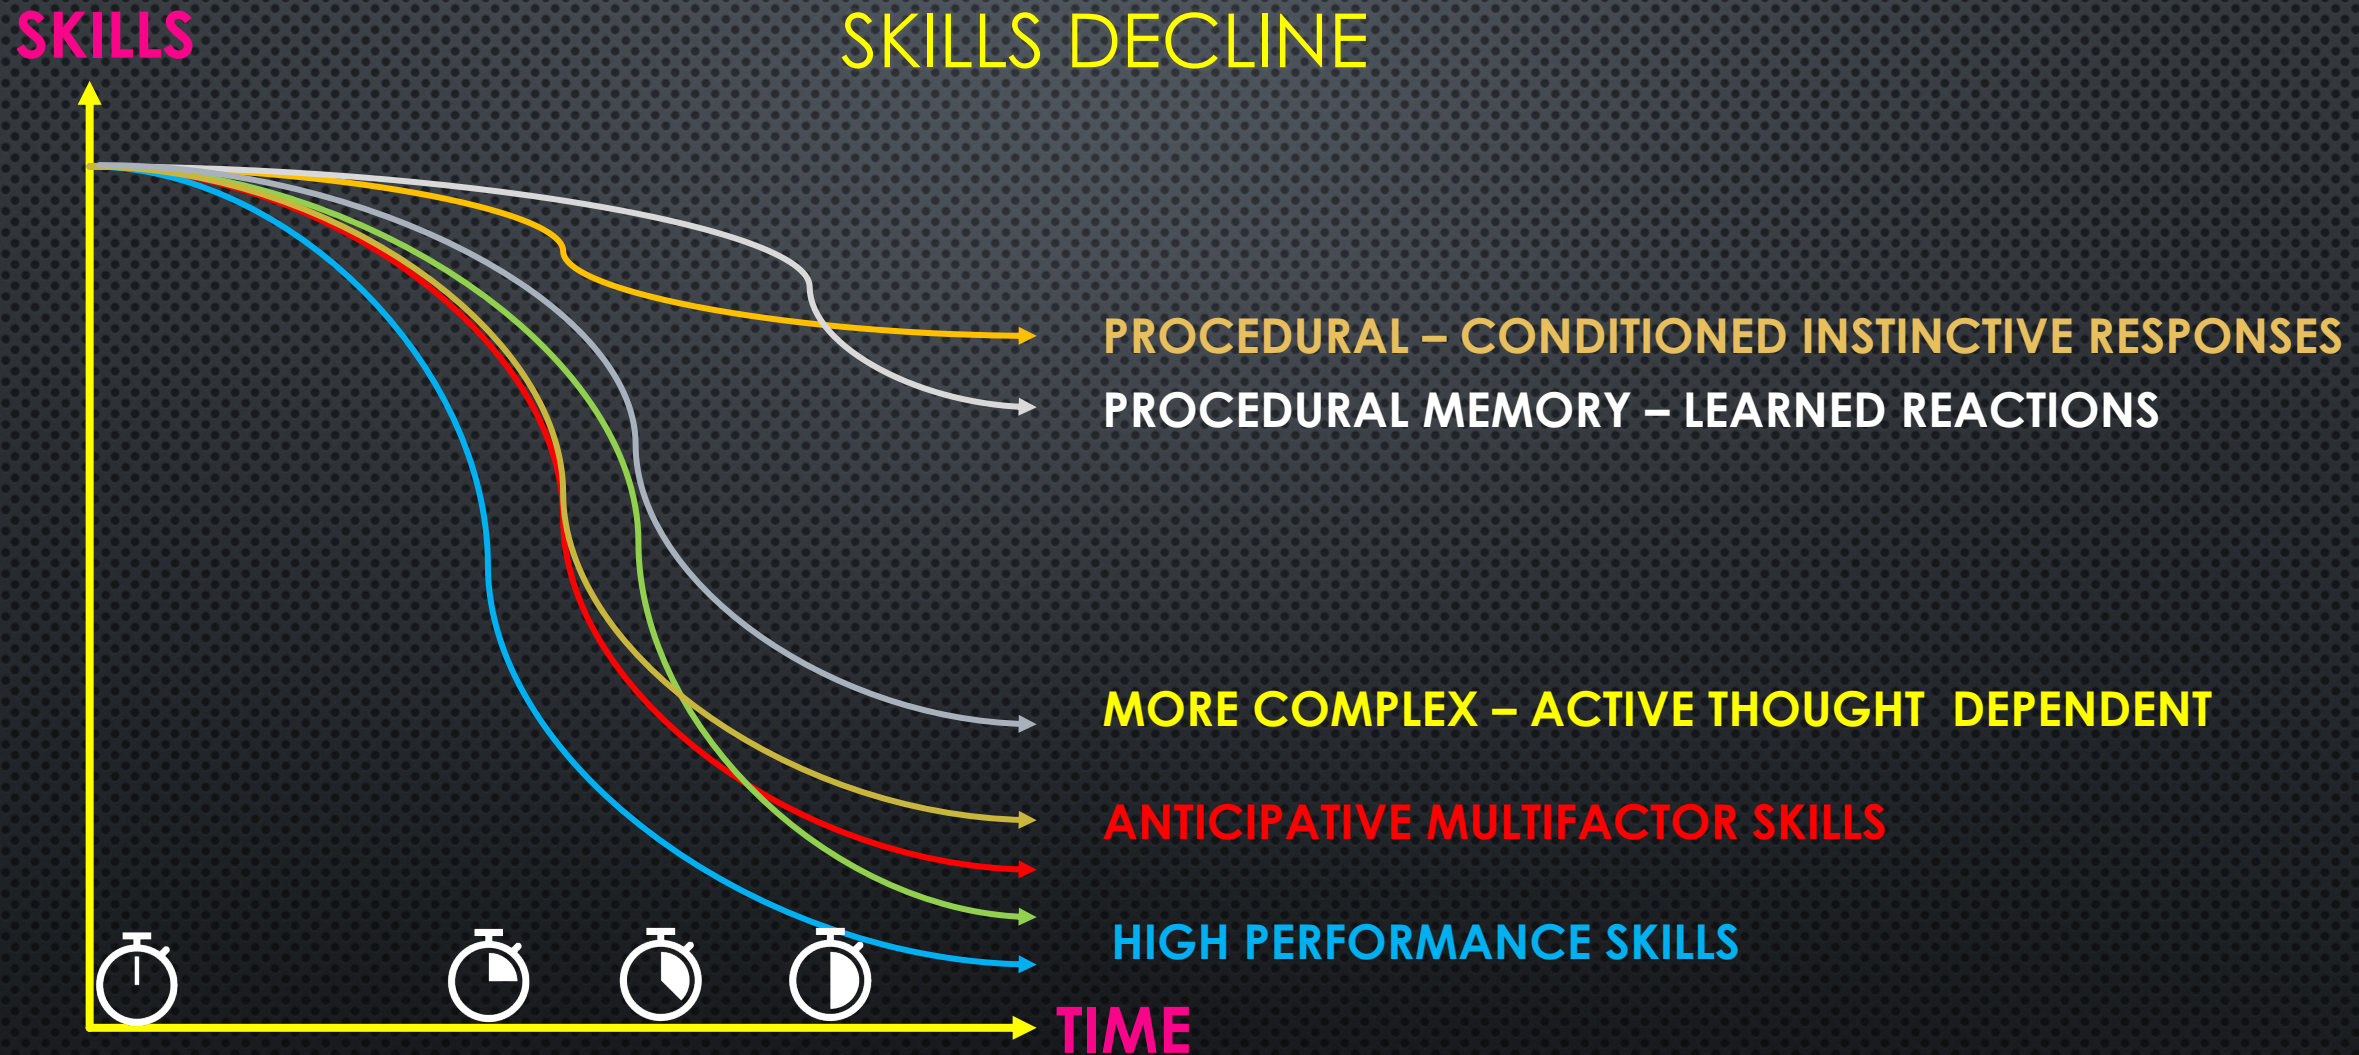 SKILLS
SKILLS DECLINE
PROCEDURAL – CONDITIONED INSTINCTIVE RESPONSES
PROCEDURAL MEMORY – LEARNED REACTIONS
MORE COMPLEX – ACTIVE THOUGHT DEPENDENT
ANTICIPATIVE MULTIFACTOR SKILLS
HIGH PERFORMANCE SKILLS
TIME